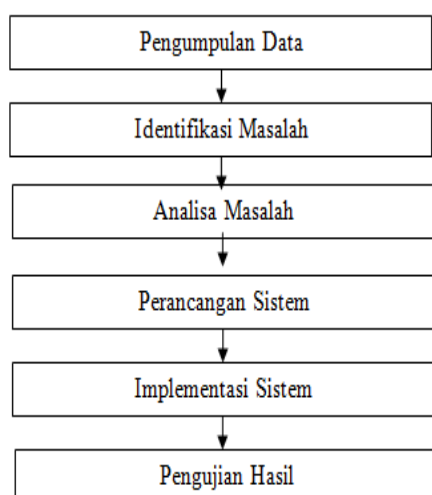 Pengumpulan Data
Identifikasi Masalah
Analisa Masalah
Perancangan Sistem
Implementasi Sistem
Pengujian Hasil